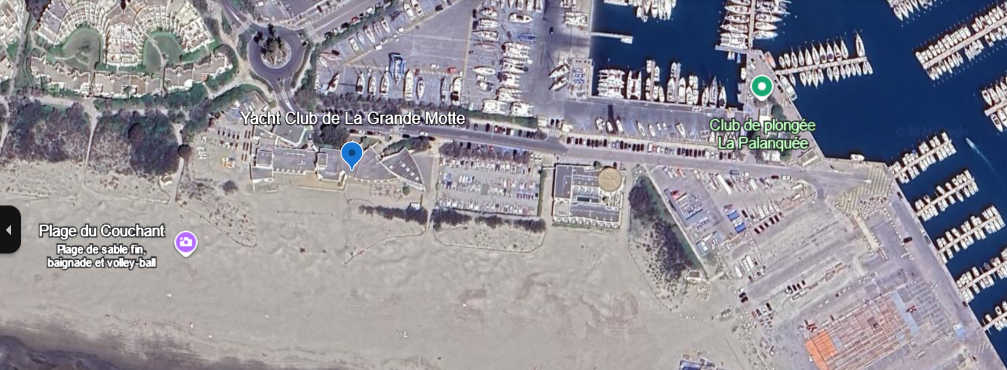 Yacht Club de La Grande Motte
Club de plongée
La Palanquée
Plage du Couchant
Plage de sable fin,
baignade et volley-ball